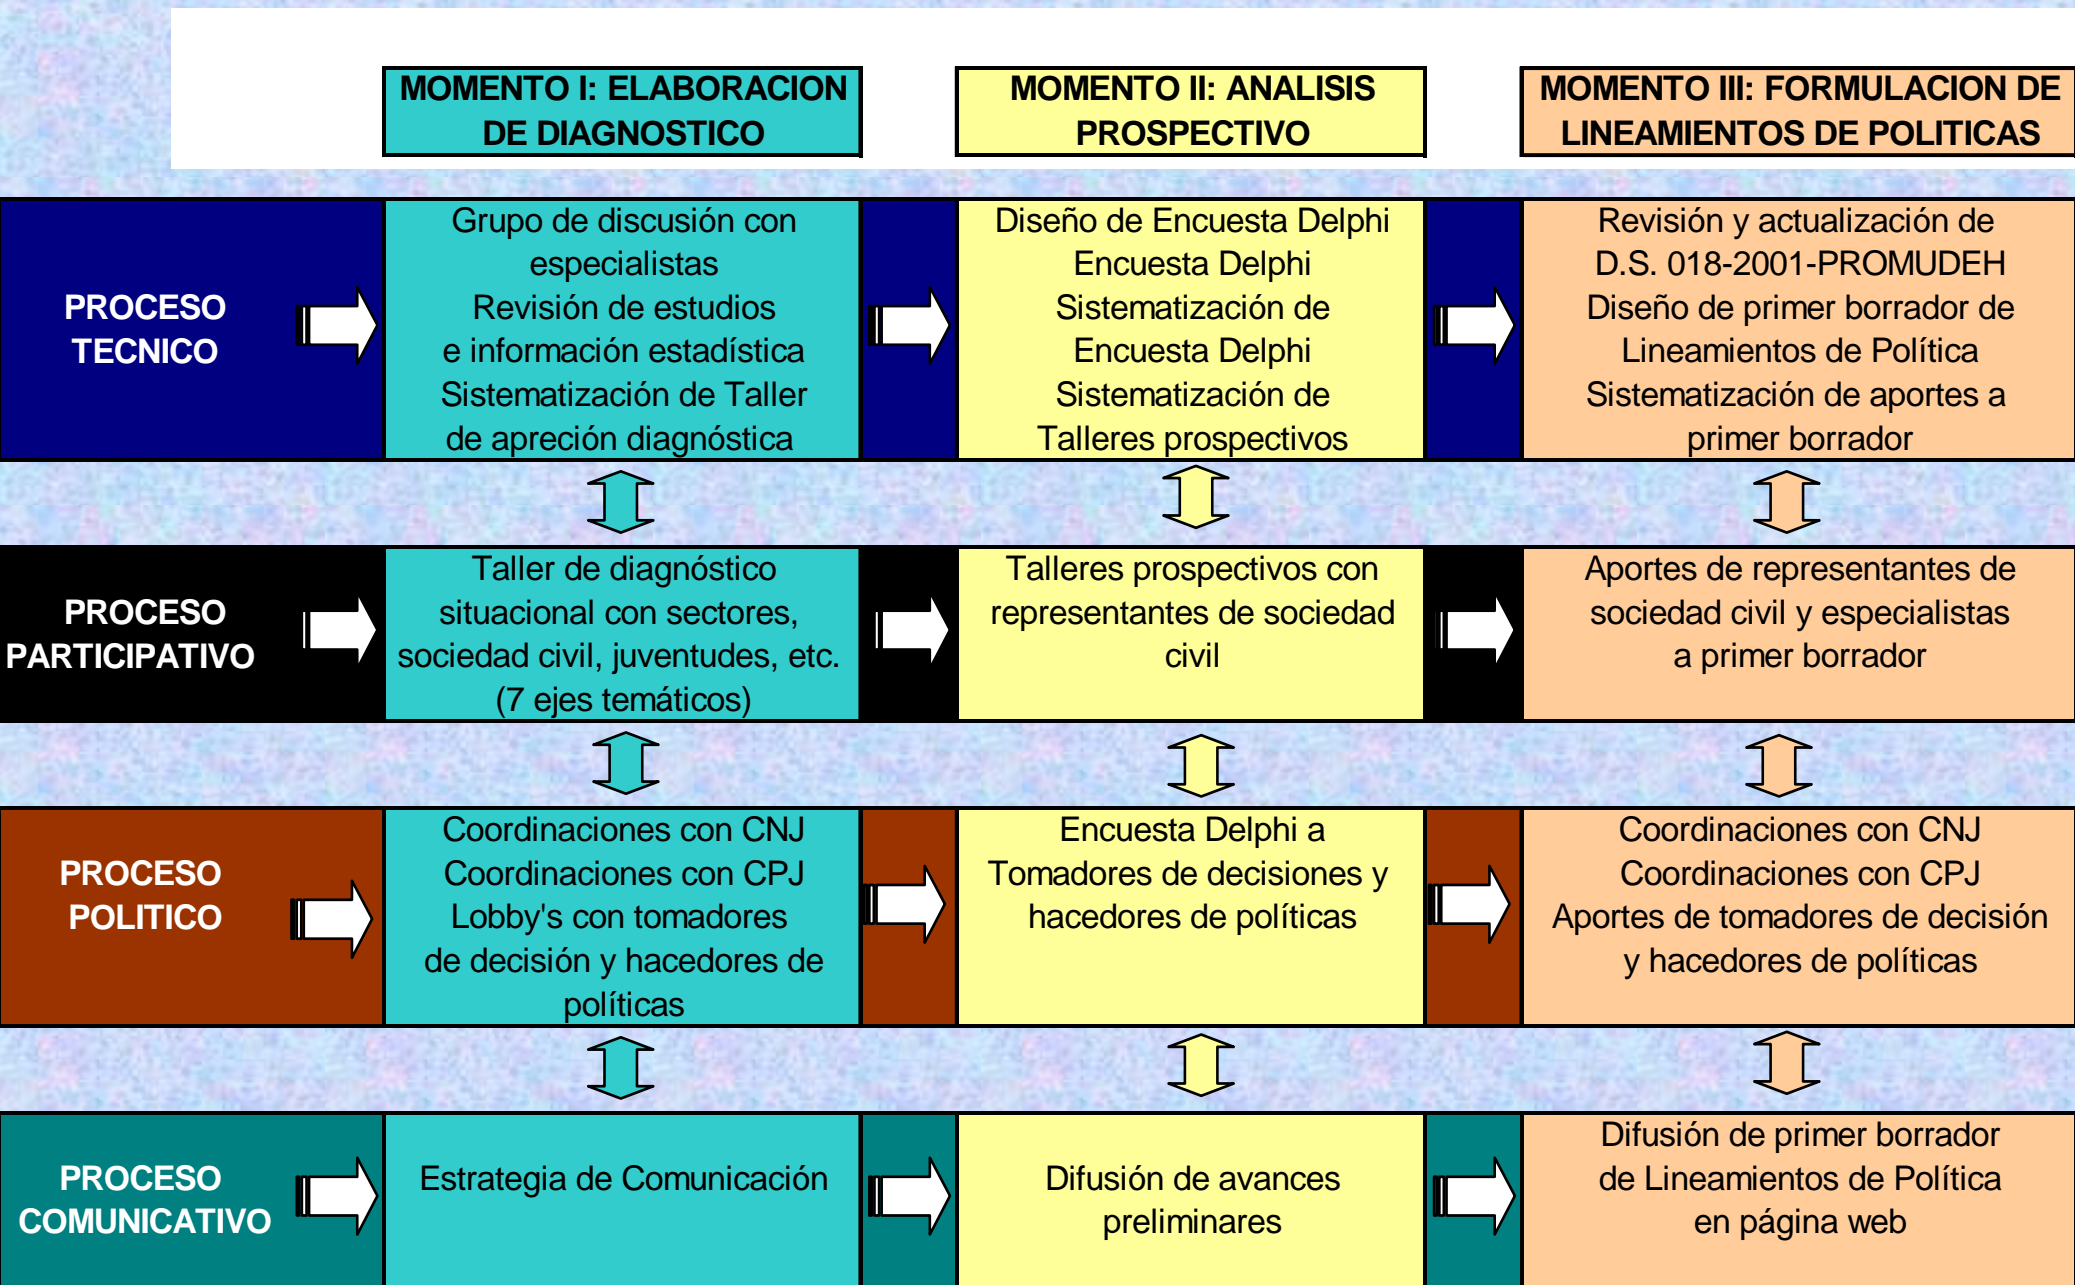 MOMENTO I: ELABORACION
DE DIAGNOSTICO
MOMENTO II: ANALISIS
PROSPECTIVO
MOMENTO III: FORMULACION DE
LINEAMIENTOS DE POLITICAS
PROCESO
TECNICO
Grupo de discusión con
especialistas
Revisión de estudios
e información estadística
Sistematización de Taller
de apreción diagnóstica
Diseño de Encuesta Delphi
Encuesta Delphi
Sistematización de
Encuesta Delphi
Sistematización de
Talleres prospectivos
Revisión y actualización de
D.S. 018-2001-PROMUDEH
Diseño de primer borrador de
Lineamientos de Política
Sistematización de aportes a
primer borrador
PROCESO
PARTICIPATIVO
Taller de diagnóstico
situacional con sectores,
sociedad civil, juventudes, etc.
(7 ejes temáticos)
Talleres prospectivos con
representantes de sociedad
civil
Aportes de representantes de
sociedad civil y especialistas
a primer borrador
PROCESO
POLITICO
Coordinaciones con CNJ
Coordinaciones con CPJ
Lobby's con tomadores
de decisión y hacedores de
políticas
Encuesta Delphi a
Tomadores de decisiones y
hacedores de políticas
Coordinaciones con CNJ
Coordinaciones con CPJ
Aportes de tomadores de decisión
y hacedores de políticas
PROCESO
COMUNICATIVO
Estrategia de Comunicación
Difusión de avances
preliminares
Difusión de primer borrador
de Lineamientos de Política
en página web